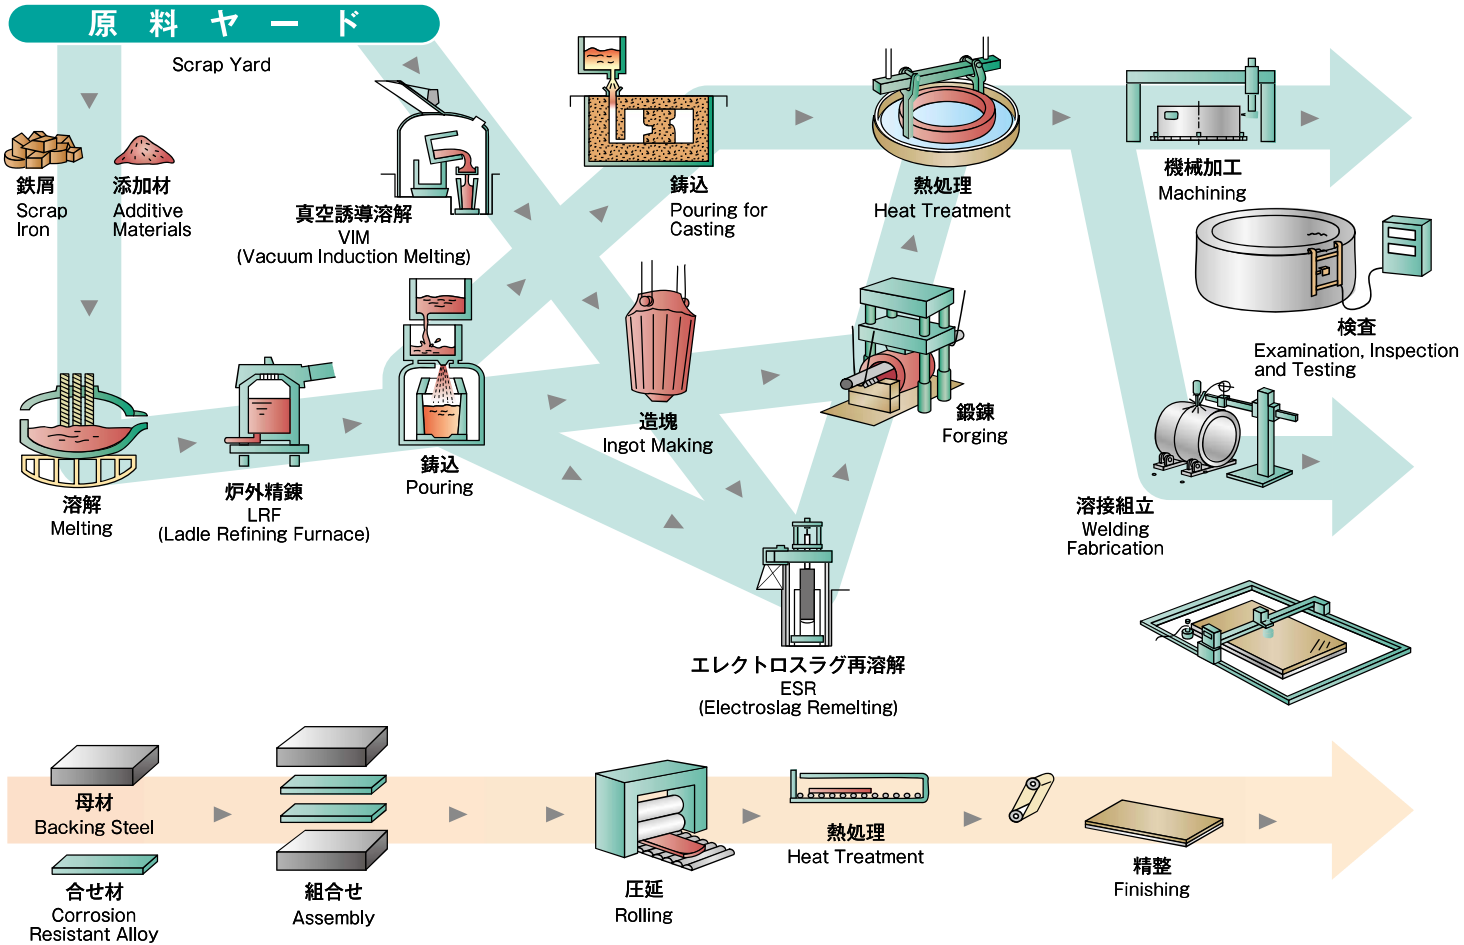 原料ヤード
Scrap Yard
鉄屑
Scrap
Iron
添加材
Additive
Materials
真空誘導溶解
VIM
(Vacuum Induction Melting)
鋳込
Pouring for
Casting
熱処理
Heat Treatment
機械加工
Machining
検査
Examination, Inspection
and Testing
溶解
Melting
炉外精錬
LRF
(Ladle Refining Furnace)
鋳込
Pouring
造塊
Ingot Making
鍛錬
Forging
溶接組立
Welding
Fabrication
エレクトロスラグ再溶解
ESR
(Electroslag Remelting)
母材
Backing Steel
合せ材
Corrosion
Resistant Alloy
組合せ
Assembly
圧延
Rolling
熱処理
Heat Treatment
精整
Finishing